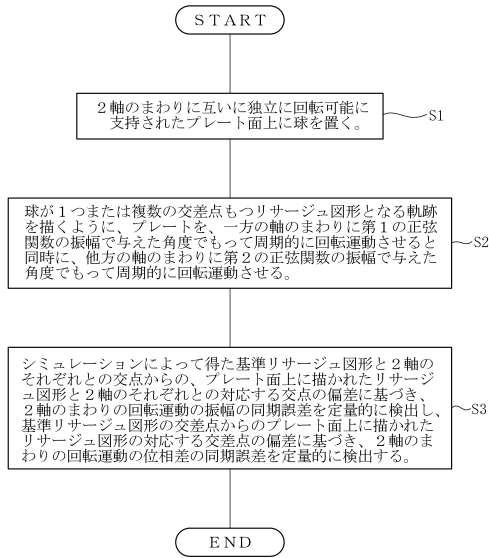 START
2軸のまわりに互いに独立に回転可能に
支持されたプレート面上に球を置く。
S1
球が1つまたは複数の交差点もつリサージュ図形となる軌跡
を描くように、プレートを、一方の軸のまわりに第1の正弦
関数の振幅で与えた角度でもって周期的に回転運動させると
同時に、他方の軸のまわりに第2の正弦関数の振幅で与えた
角度でもって周期的に回転運動させる。
S2
シミュレーションによって得た基準リサージュ図形と2軸の
それぞれとの交点からの、プレート面上に描かれたリサージ
ュ図形と2軸のそれぞれとの対応する交点の偏差に基づき、
2軸のまわりの回転運動の振幅の同期誤差を定量的に検出し、
基準リサージュ図形の交差点からのプレート面上に描かれた
リサージュ図形の対応する交差点の偏差に基づき、2軸のま
わりの回転運動の位相差の同期誤差を定量的に検出する。
S3
END